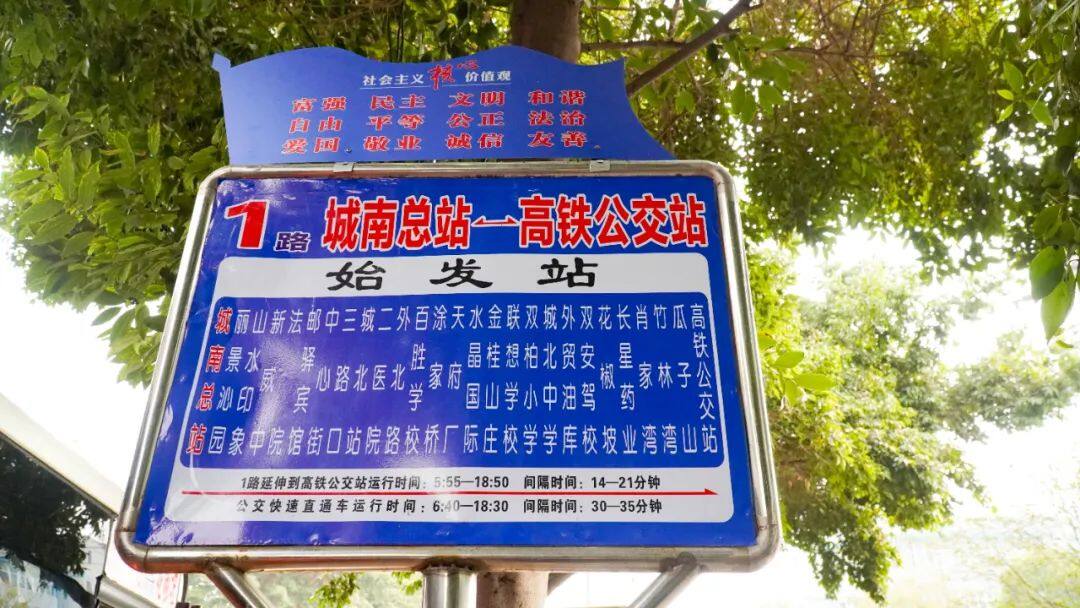 社会主义核心价值观
富强 民主 文明 和谐
自由 平等 公正 法治
爱国 敬业 诚信 友善
1路 城南总站—高铁公交站
始发站
城南总站
丽景沁园
山水印象
新威中
法院
邮驿宾馆
中心街
三路口
城北站
二医院
外北路
百胜学校
涂家桥
天府厂
水晶国际
金桂山庄
联想学校
双柏小学
城北中学
外贸油库
双安驾校
花椒坡
长星药业
肖家湾
竹林湾
瓜子山
高铁公交站
1路延伸到高铁公交站运行时间：5:55—18:50 间隔时间：14—21分钟
公交快速直通车运行时间：6:40—18:30 间隔时间：30—35分钟